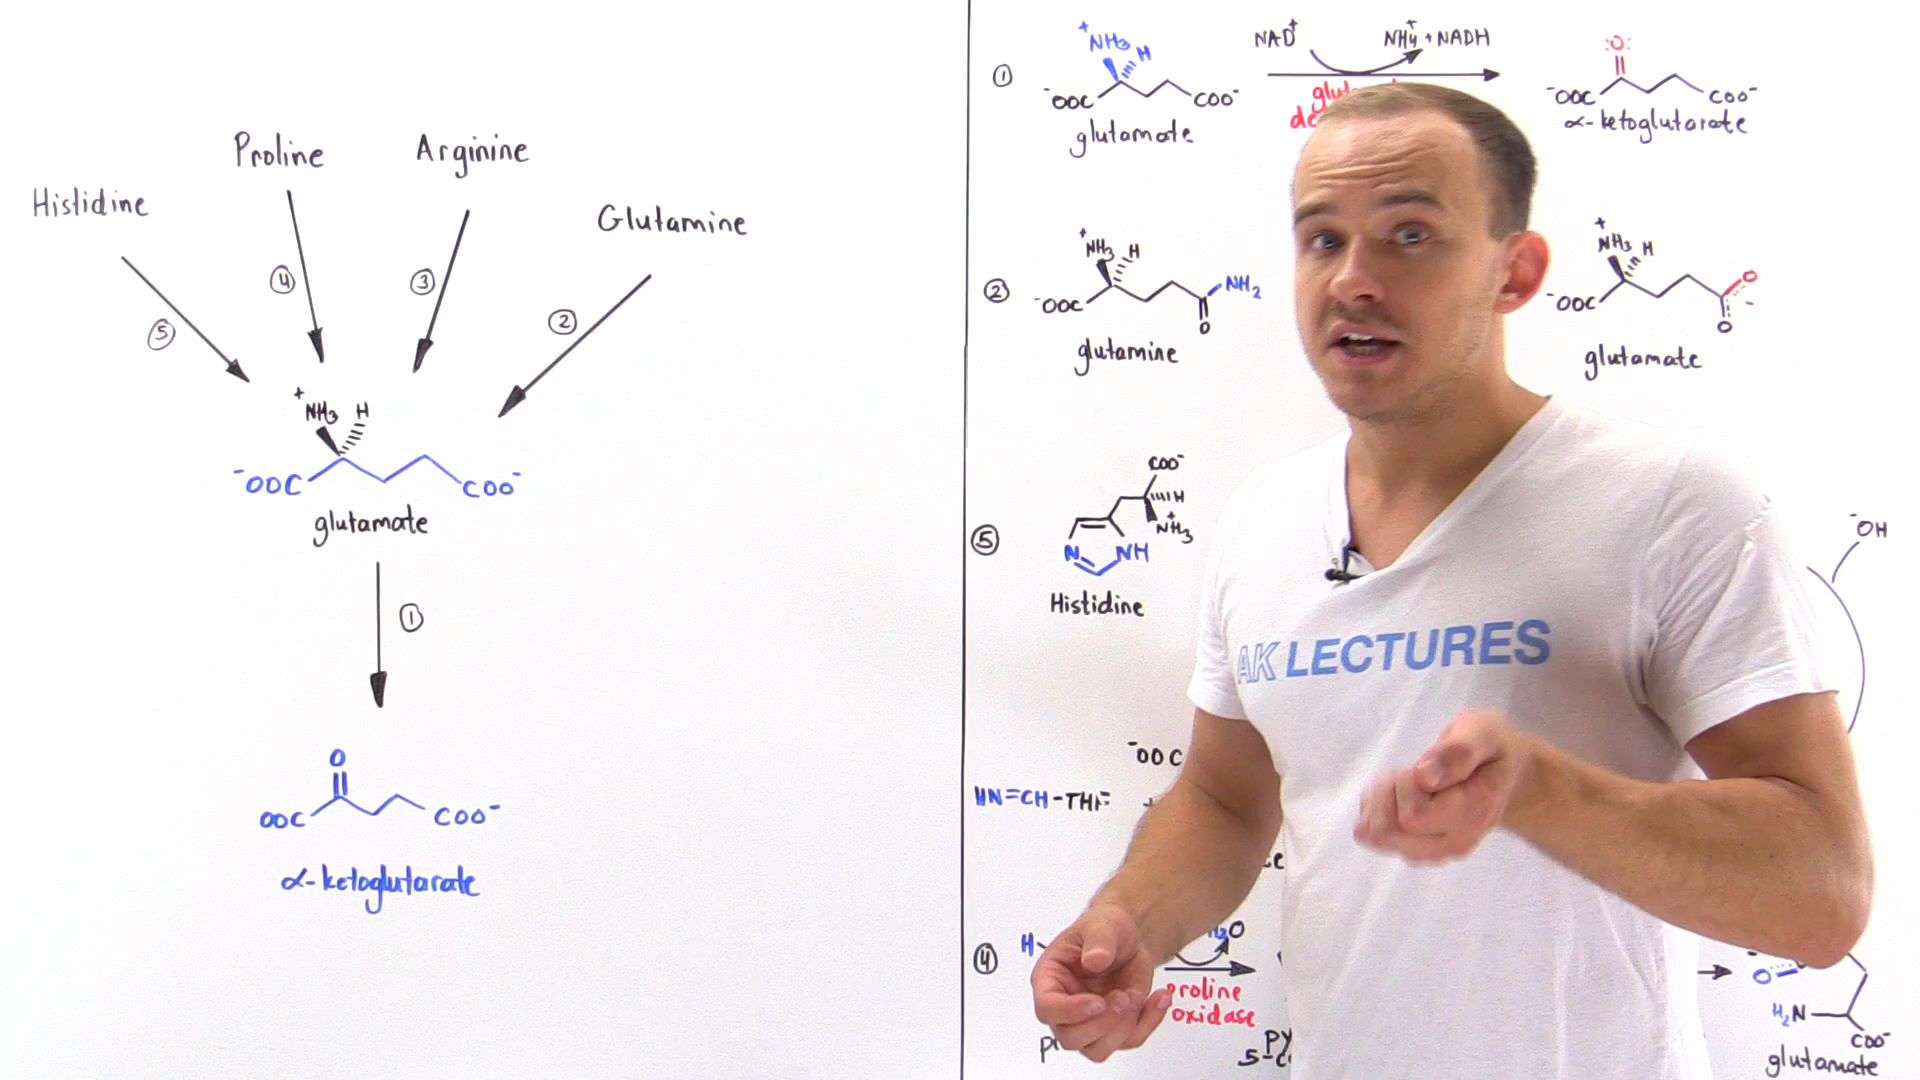 Proline
Arginine
Histidine
Glutamine
⑤
④
③
②
⁺NH₃ H
⁻OOC COO⁻
glutamate
①
O
OOC COO⁻
α-ketoglutarate
①
⁺NH₃ H
⁻OOC COO⁻
glutamate
NAD⁺ NH₄⁺ + NADH
:O:
⁻OOC COO⁻
α-ketoglutarate
②
⁺NH₃ H
⁻OOC NH₂
O
glutamine
⁺NH₃ H
⁻OOC O
⁻
O
glutamate
⑤
COO⁻
H
⁺NH₃
N NH
Histidine
⁻OH
⁻OOC
HN=CH-THF +
④
H
H₂O
proline
oxidase
O
H₂N
COO⁻
glutamate
AK LECTURES